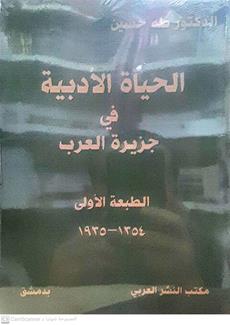 الدكتور طه حسين
الحياة الأدبية
في
جزيرة العرب
الطبعة الأولى
١٣٥٤-١٩٣٥
مكتب النشر العربي
بدمشق